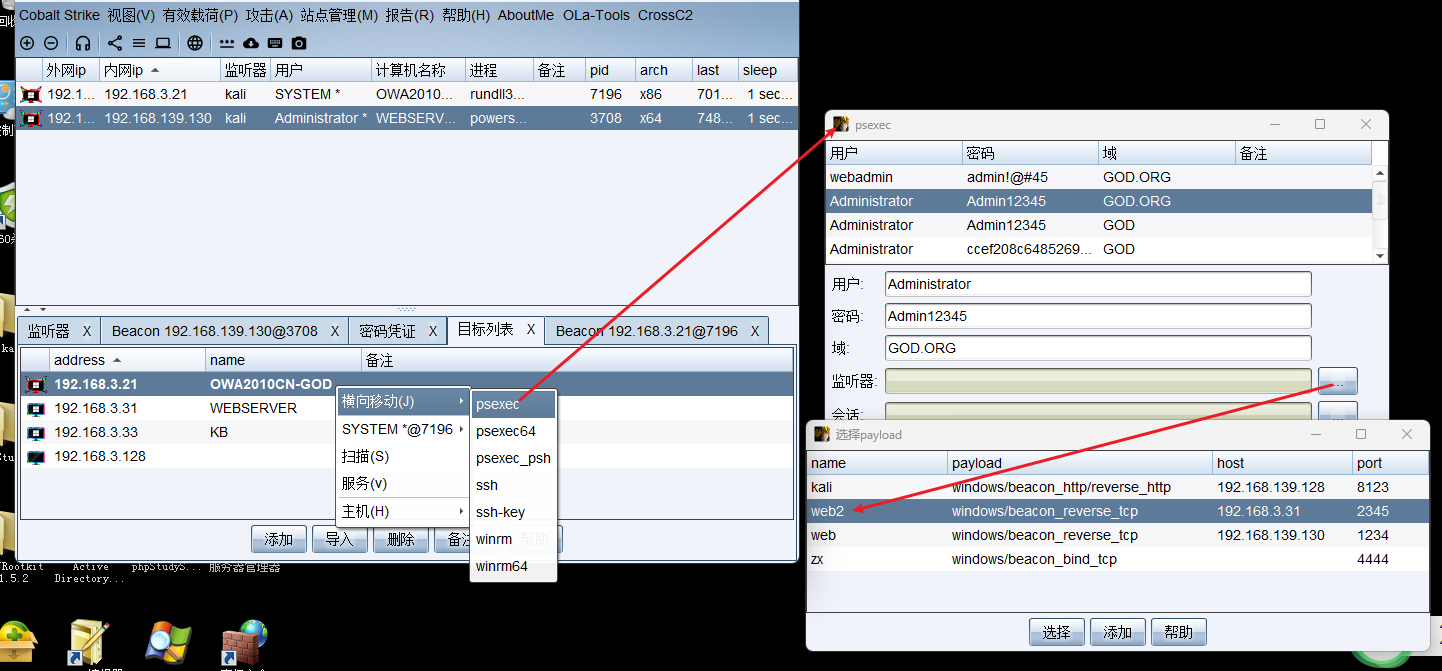 Cobalt Strike 视图(V) 有效载荷(P) 攻击(A) 站点管理(M) 报告(R) 帮助(H) AboutMe OLa-Tools CrossC2
外网ip 内网ip 监听器 用户 计算机名称 进程 备注 pid arch last sleep
192.1... 192.168.3.21 kali SYSTEM * OWA2010... rundll3... 7196 x86 701... 1 sec...
192.1... 192.168.139.130 kali Administrator * WEBSERV... powers... 3708 x64 748... 1 sec...
监听器 X Beacon 192.168.139.130@3708 X 密码凭证 X 目标列表 X Beacon 192.168.3.21@7196 X
address name 备注
192.168.3.21 OWA2010CN-GOD
192.168.3.31 WEBSERVER
192.168.3.33 KB
192.168.3.128
添加 导入 删除 备注 帮助
横向移动(J)
SYSTEM *@7196
扫描(S)
服务(v)
主机(H)
psexec
psexec64
psexec_psh
ssh
ssh-key
winrm
winrm64
psexec
用户 密码 域 备注
webadmin admin!@#45 GOD.ORG
Administrator Admin12345 GOD.ORG
Administrator Admin12345 GOD
Administrator ccef208c6485269... GOD
用户: Administrator
密码: Admin12345
域: GOD.ORG
监听器: ...
会话: ...
选择payload
name payload host port
kali windows/beacon_http/reverse_http 192.168.139.128 8123
web2 windows/beacon_reverse_tcp 192.168.3.31 2345
web windows/beacon_reverse_tcp 192.168.139.130 1234
zx windows/beacon_bind_tcp 4444
选择 添加 帮助
Rootkit Active phpStudyS... 服务器管理器
1.5.2 Directory...